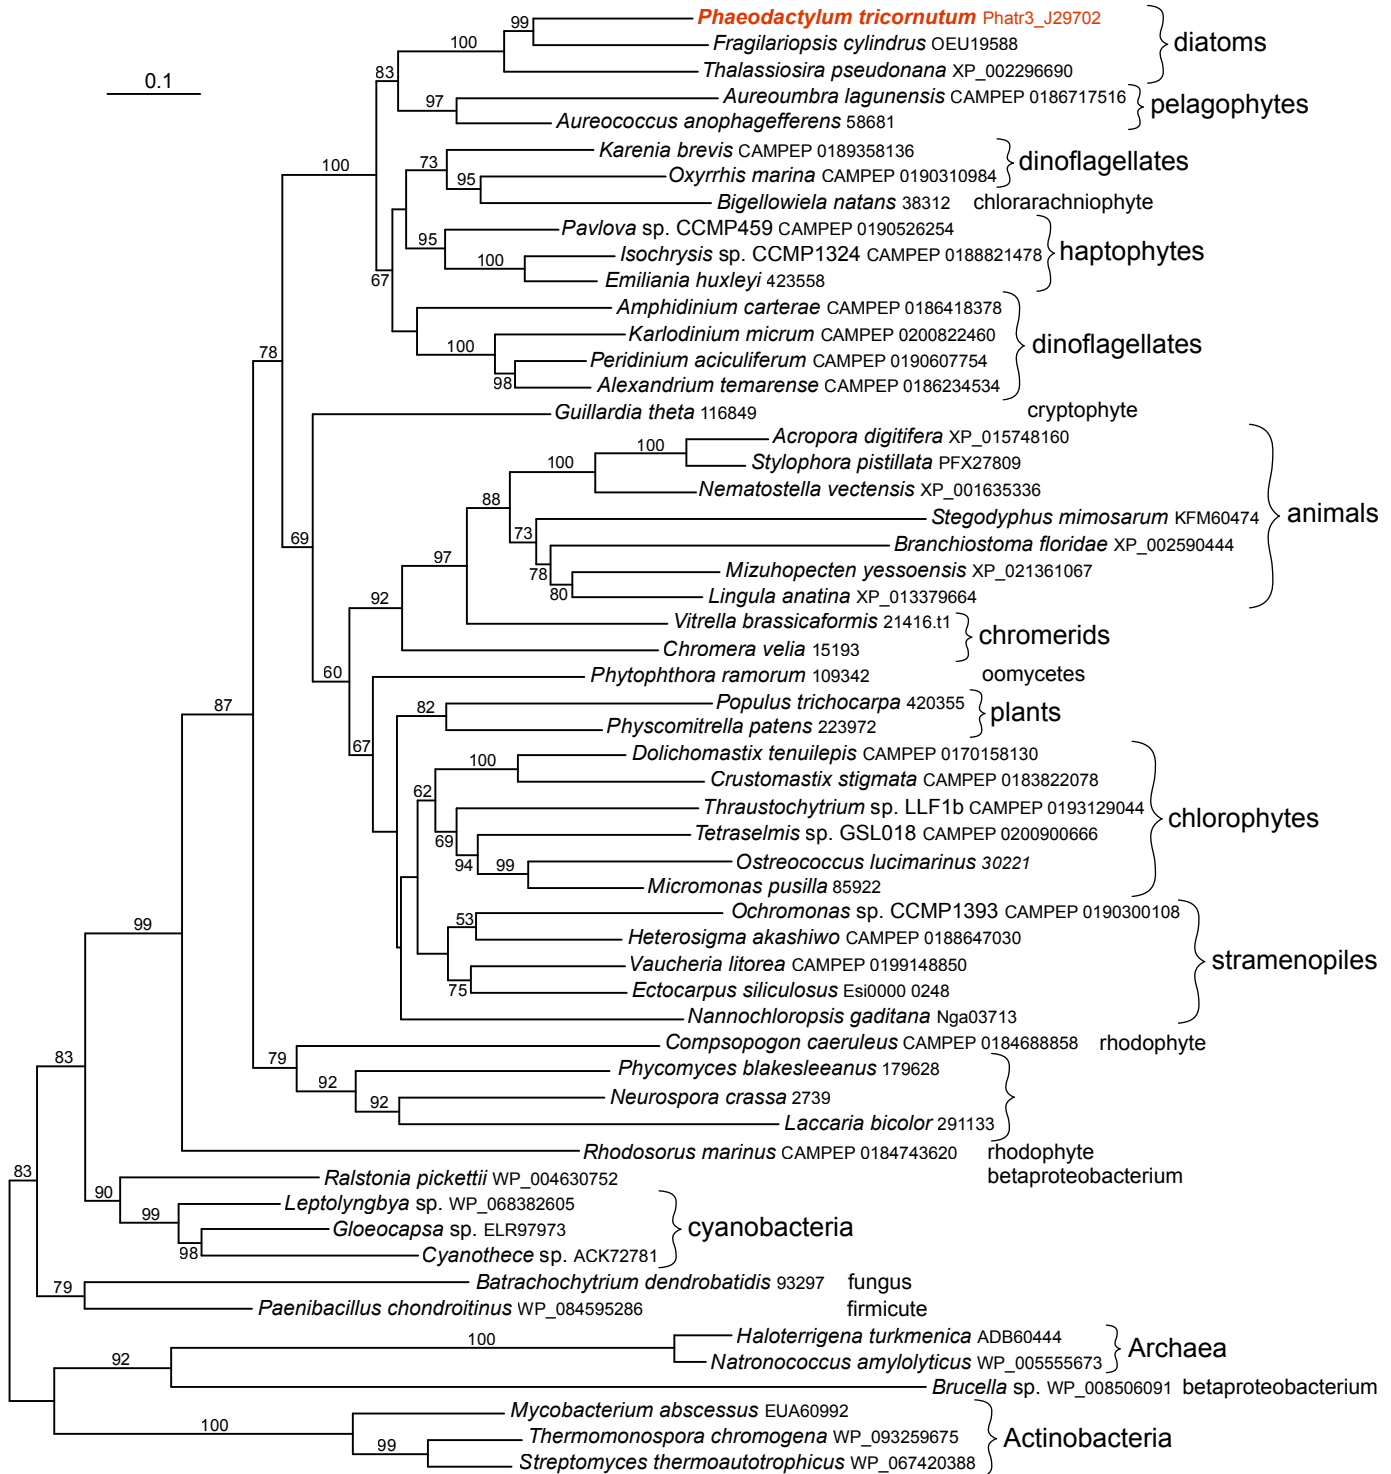 99 Phaeodactylum tricornutum Phatr3_J29702
100 Fragilariopsis cylindrus OEU19588 diatoms
0.1 83 Thalassiosira pseudonana XP_002296690
97 Aureoumbra lagunensis CAMPEP 0186717516 pelagophytes
Aureococcus anophagefferens 58681
100 73 Karenia brevis CAMPEP 0189358136 dinoflagellates
95 Oxyrrhis marina CAMPEP 0190310984
Bigellowiela natans 38312 chlorarachniophyte
95 Pavlova sp. CCMP459 CAMPEP 0190526254
100 Isochrysis sp. CCMP1324 CAMPEP 0188821478 haptophytes
67 Emiliania huxleyi 423558
Amphidinium carterae CAMPEP 0186418378
100 Karlodinium micrum CAMPEP 0200822460 dinoflagellates
78 Peridinium aciculiferum CAMPEP 0190607754
98 Alexandrium temarense CAMPEP 0186234534
Guillardia theta 116849 cryptophyte
100 Acropora digitifera XP_015748160
100 Stylophora pistillata PFX27809
88 Nematostella vectensis XP_001635336
73 Stegodyphus mimosarum KFM60474 animals
69 97 Branchiostoma floridae XP_002590444
78 Mizuhopecten yessoensis XP_021361067
92 80 Lingula anatina XP_013379664
Vitrella brassicaformis 21416.t1 chromerids
Chromera velia 15193
60 Phytophthora ramorum 109342 oomycetes
87 82 Populus trichocarpa 420355 plants
Physcomitrella patens 223972
67 100 Dolichomastix tenuilepis CAMPEP 0170158130
62 Crustomastix stigmata CAMPEP 0183822078
Thraustochytrium sp. LLF1b CAMPEP 0193129044 chlorophytes
69 Tetraselmis sp. GSL018 CAMPEP 0200900666
94 99 Ostreococcus lucimarinus 30221
Micromonas pusilla 85922
99 53 Ochromonas sp. CCMP1393 CAMPEP 0190300108
Heterosigma akashiwo CAMPEP 0188647030 stramenopiles
Vaucheria litorea CAMPEP 0199148850
75 Ectocarpus siliculosus Esi0000 0248
Nannochloropsis gaditana Nga03713
83 79 Compsopogon caeruleus CAMPEP 0184688858 rhodophyte
92 Phycomyces blakesleeanus 179628
92 Neurospora crassa 2739
Laccaria bicolor 291133
Rhodosorus marinus CAMPEP 0184743620 rhodophyte
83 Ralstonia pickettii WP_004630752 betaproteobacterium
90 Leptolyngbya sp. WP_068382605
99 Gloeocapsa sp. ELR97973 cyanobacteria
98 Cyanothece sp. ACK72781
79 Batrachochytrium dendrobatidis 93297 fungus
Paenibacillus chondroitinus WP_084595286 firmicute
100 Haloterrigena turkmenica ADB60444 Archaea
92 Natronococcus amylolyticus WP_005555673
Brucella sp. WP_008506091 betaproteobacterium
100 Mycobacterium abscessus EUA60992
99 Thermomonospora chromogena WP_093259675 Actinobacteria
Streptomyces thermoautotrophicus WP_067420388